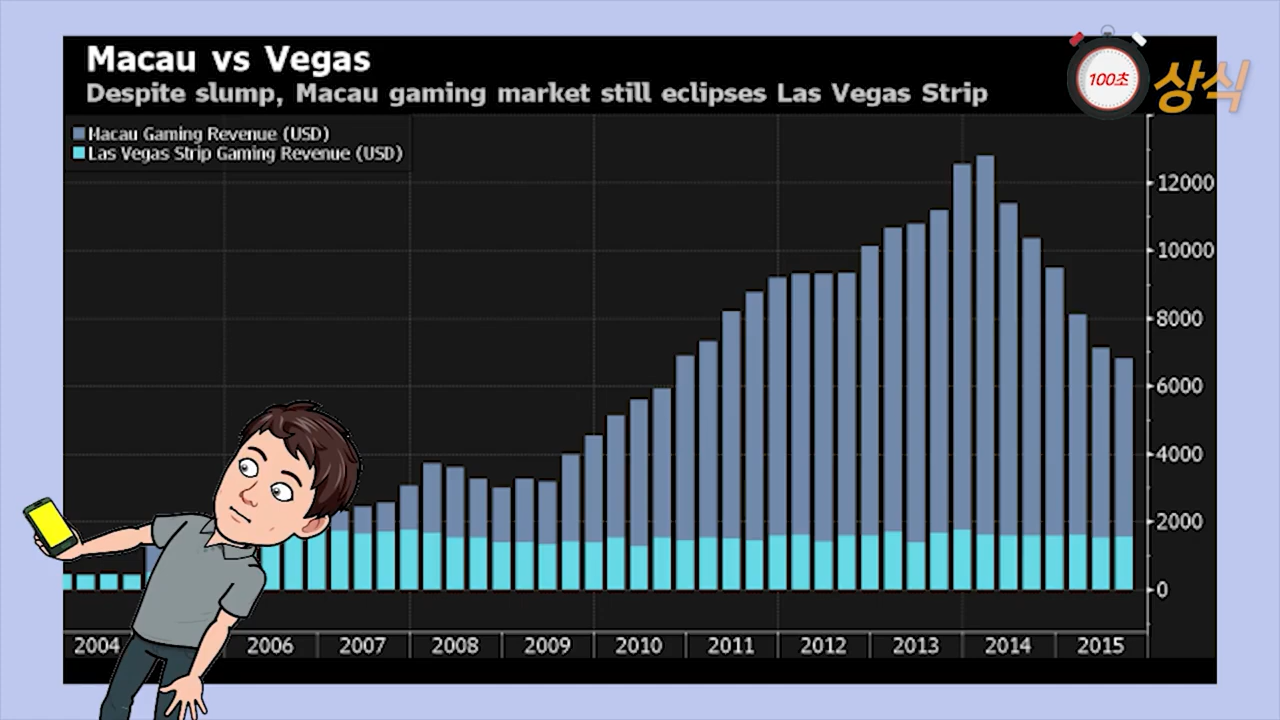 Macau vs Vegas
Despite slump, Macau gaming market still eclipses Las Vegas Strip
100초
상식
Macau Gaming Revenue (USD)
Las Vegas Strip Gaming Revenue (USD)
12000
10000
8000
6000
4000
2000
0
2004 2006 2007 2008 2009 2010 2011 2012 2013 2014 2015